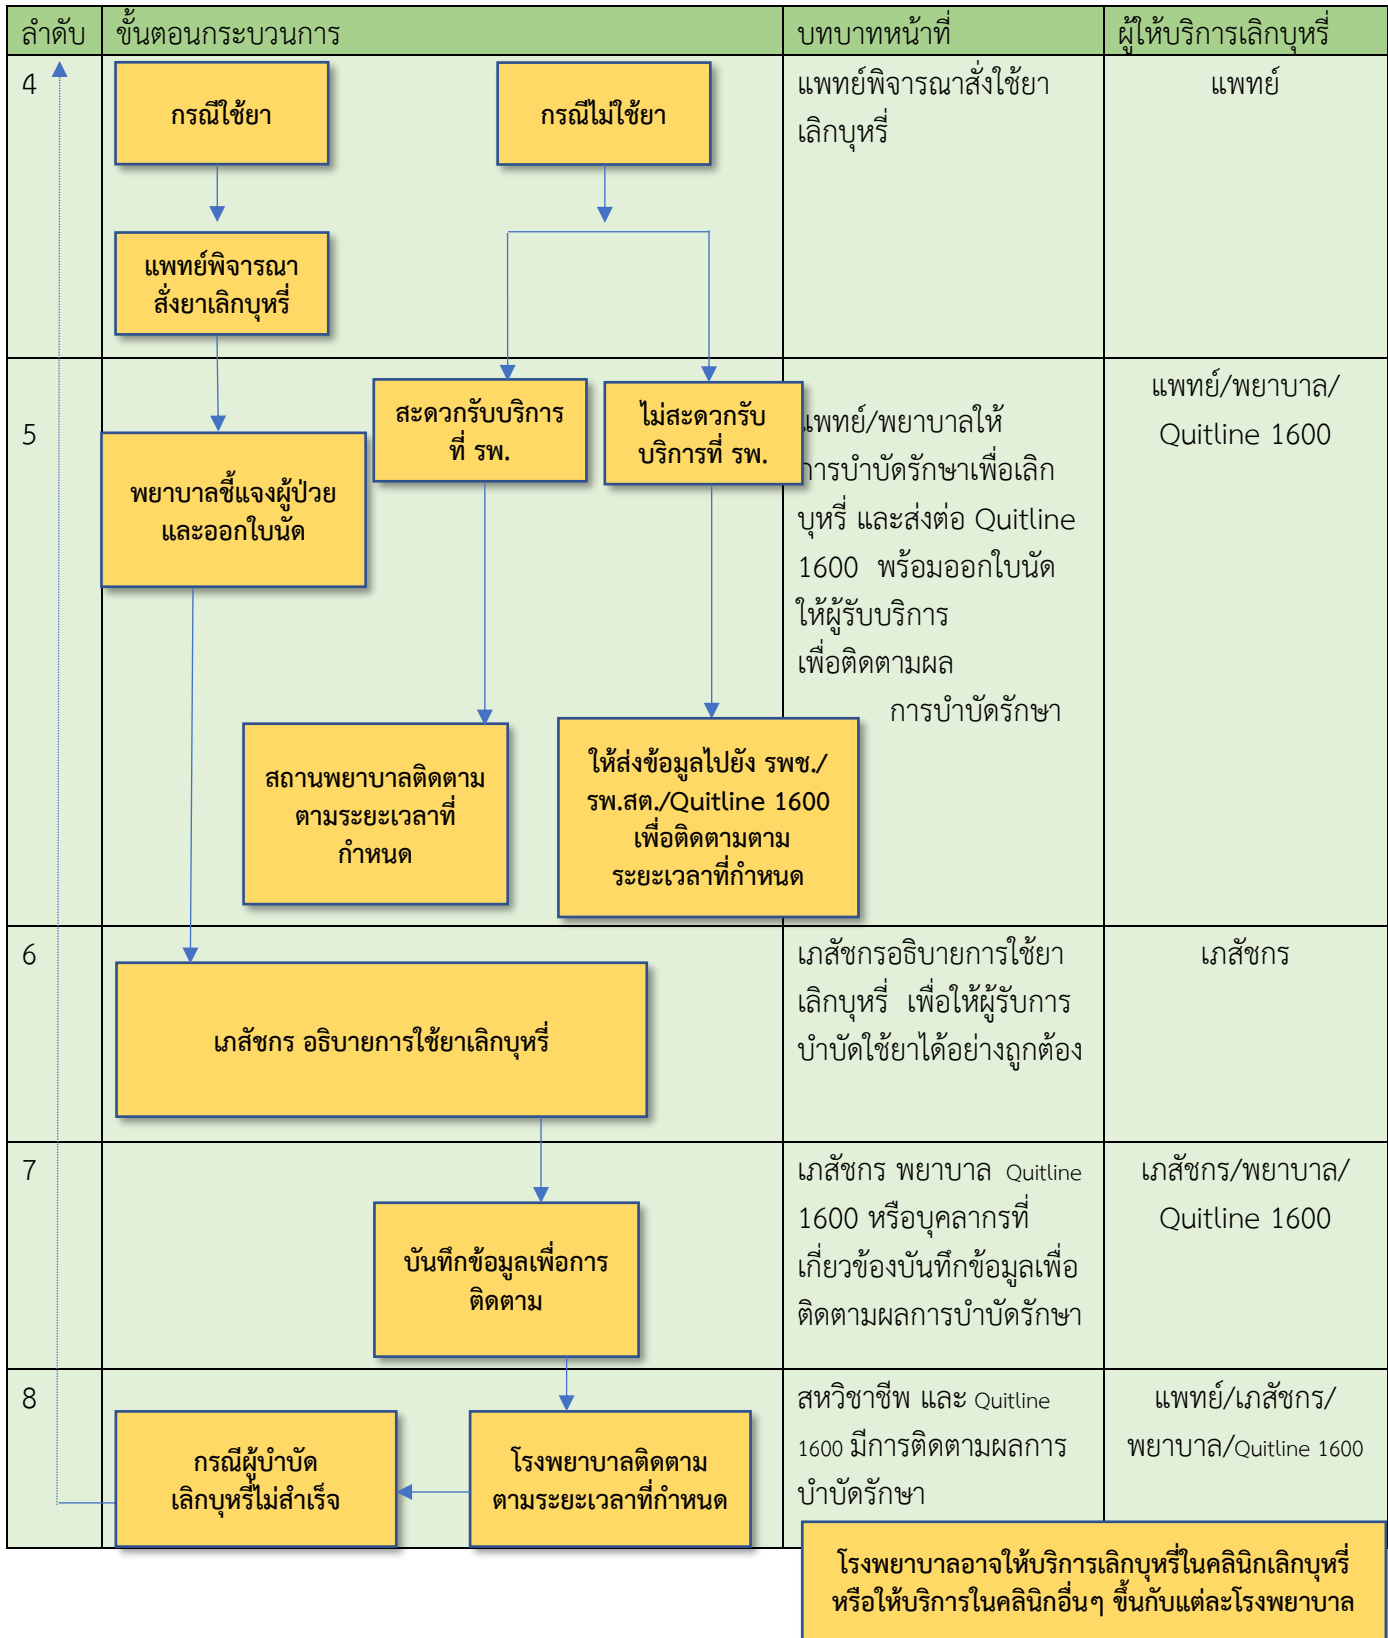 ลำดับ
ขั้นตอนกระบวนการ
บทบาทหน้าที่
ผู้ให้บริการเลิกบุหรี่
4
กรณีใช้ยา
กรณีไม่ใช้ยา
แพทย์พิจารณา
สั่งยาเลิกบุหรี่
แพทย์พิจารณาสั่งใช้ยา
เลิกบุหรี่
แพทย์
5
พยาบาลชี้แจงผู้ป่วย
และออกใบนัด
สะดวกรับบริการ
ที่ รพ.
ไม่สะดวกรับ
บริการที่ รพ.
สถานพยาบาลติดตาม
ตามระยะเวลาที่
กำหนด
ให้ส่งข้อมูลไปยัง รพช./
รพ.สต./Quitline 1600
เพื่อติดตามตาม
ระยะเวลาที่กำหนด
แพทย์/พยาบาลให้
การบำบัดรักษาเพื่อเลิก
บุหรี่ และส่งต่อ Quitline
1600 พร้อมออกใบนัด
ให้ผู้รับบริการ
เพื่อติดตามผล
การบำบัดรักษา
แพทย์/พยาบาล/
Quitline 1600
6
เภสัชกร อธิบายการใช้ยาเลิกบุหรี่
เภสัชกรอธิบายการใช้ยา
เลิกบุหรี่ เพื่อให้ผู้รับการ
บำบัดใช้ยาได้อย่างถูกต้อง
เภสัชกร
7
บันทึกข้อมูลเพื่อการ
ติดตาม
เภสัชกร พยาบาล Quitline
1600 หรือบุคลากรที่
เกี่ยวข้องบันทึกข้อมูลเพื่อ
ติดตามผลการบำบัดรักษา
เภสัชกร/พยาบาล/
Quitline 1600
8
กรณีผู้บำบัด
เลิกบุหรี่ไม่สำเร็จ
โรงพยาบาลติดตาม
ตามระยะเวลาที่กำหนด
สหวิชาชีพ และ Quitline
1600 มีการติดตามผลการ
บำบัดรักษา
แพทย์/เภสัชกร/
พยาบาล/Quitline 1600
โรงพยาบาลอาจให้บริการเลิกบุหรี่ในคลินิกเลิกบุหรี่
หรือให้บริการในคลินิกอื่นๆ ขึ้นกับแต่ละโรงพยาบาล